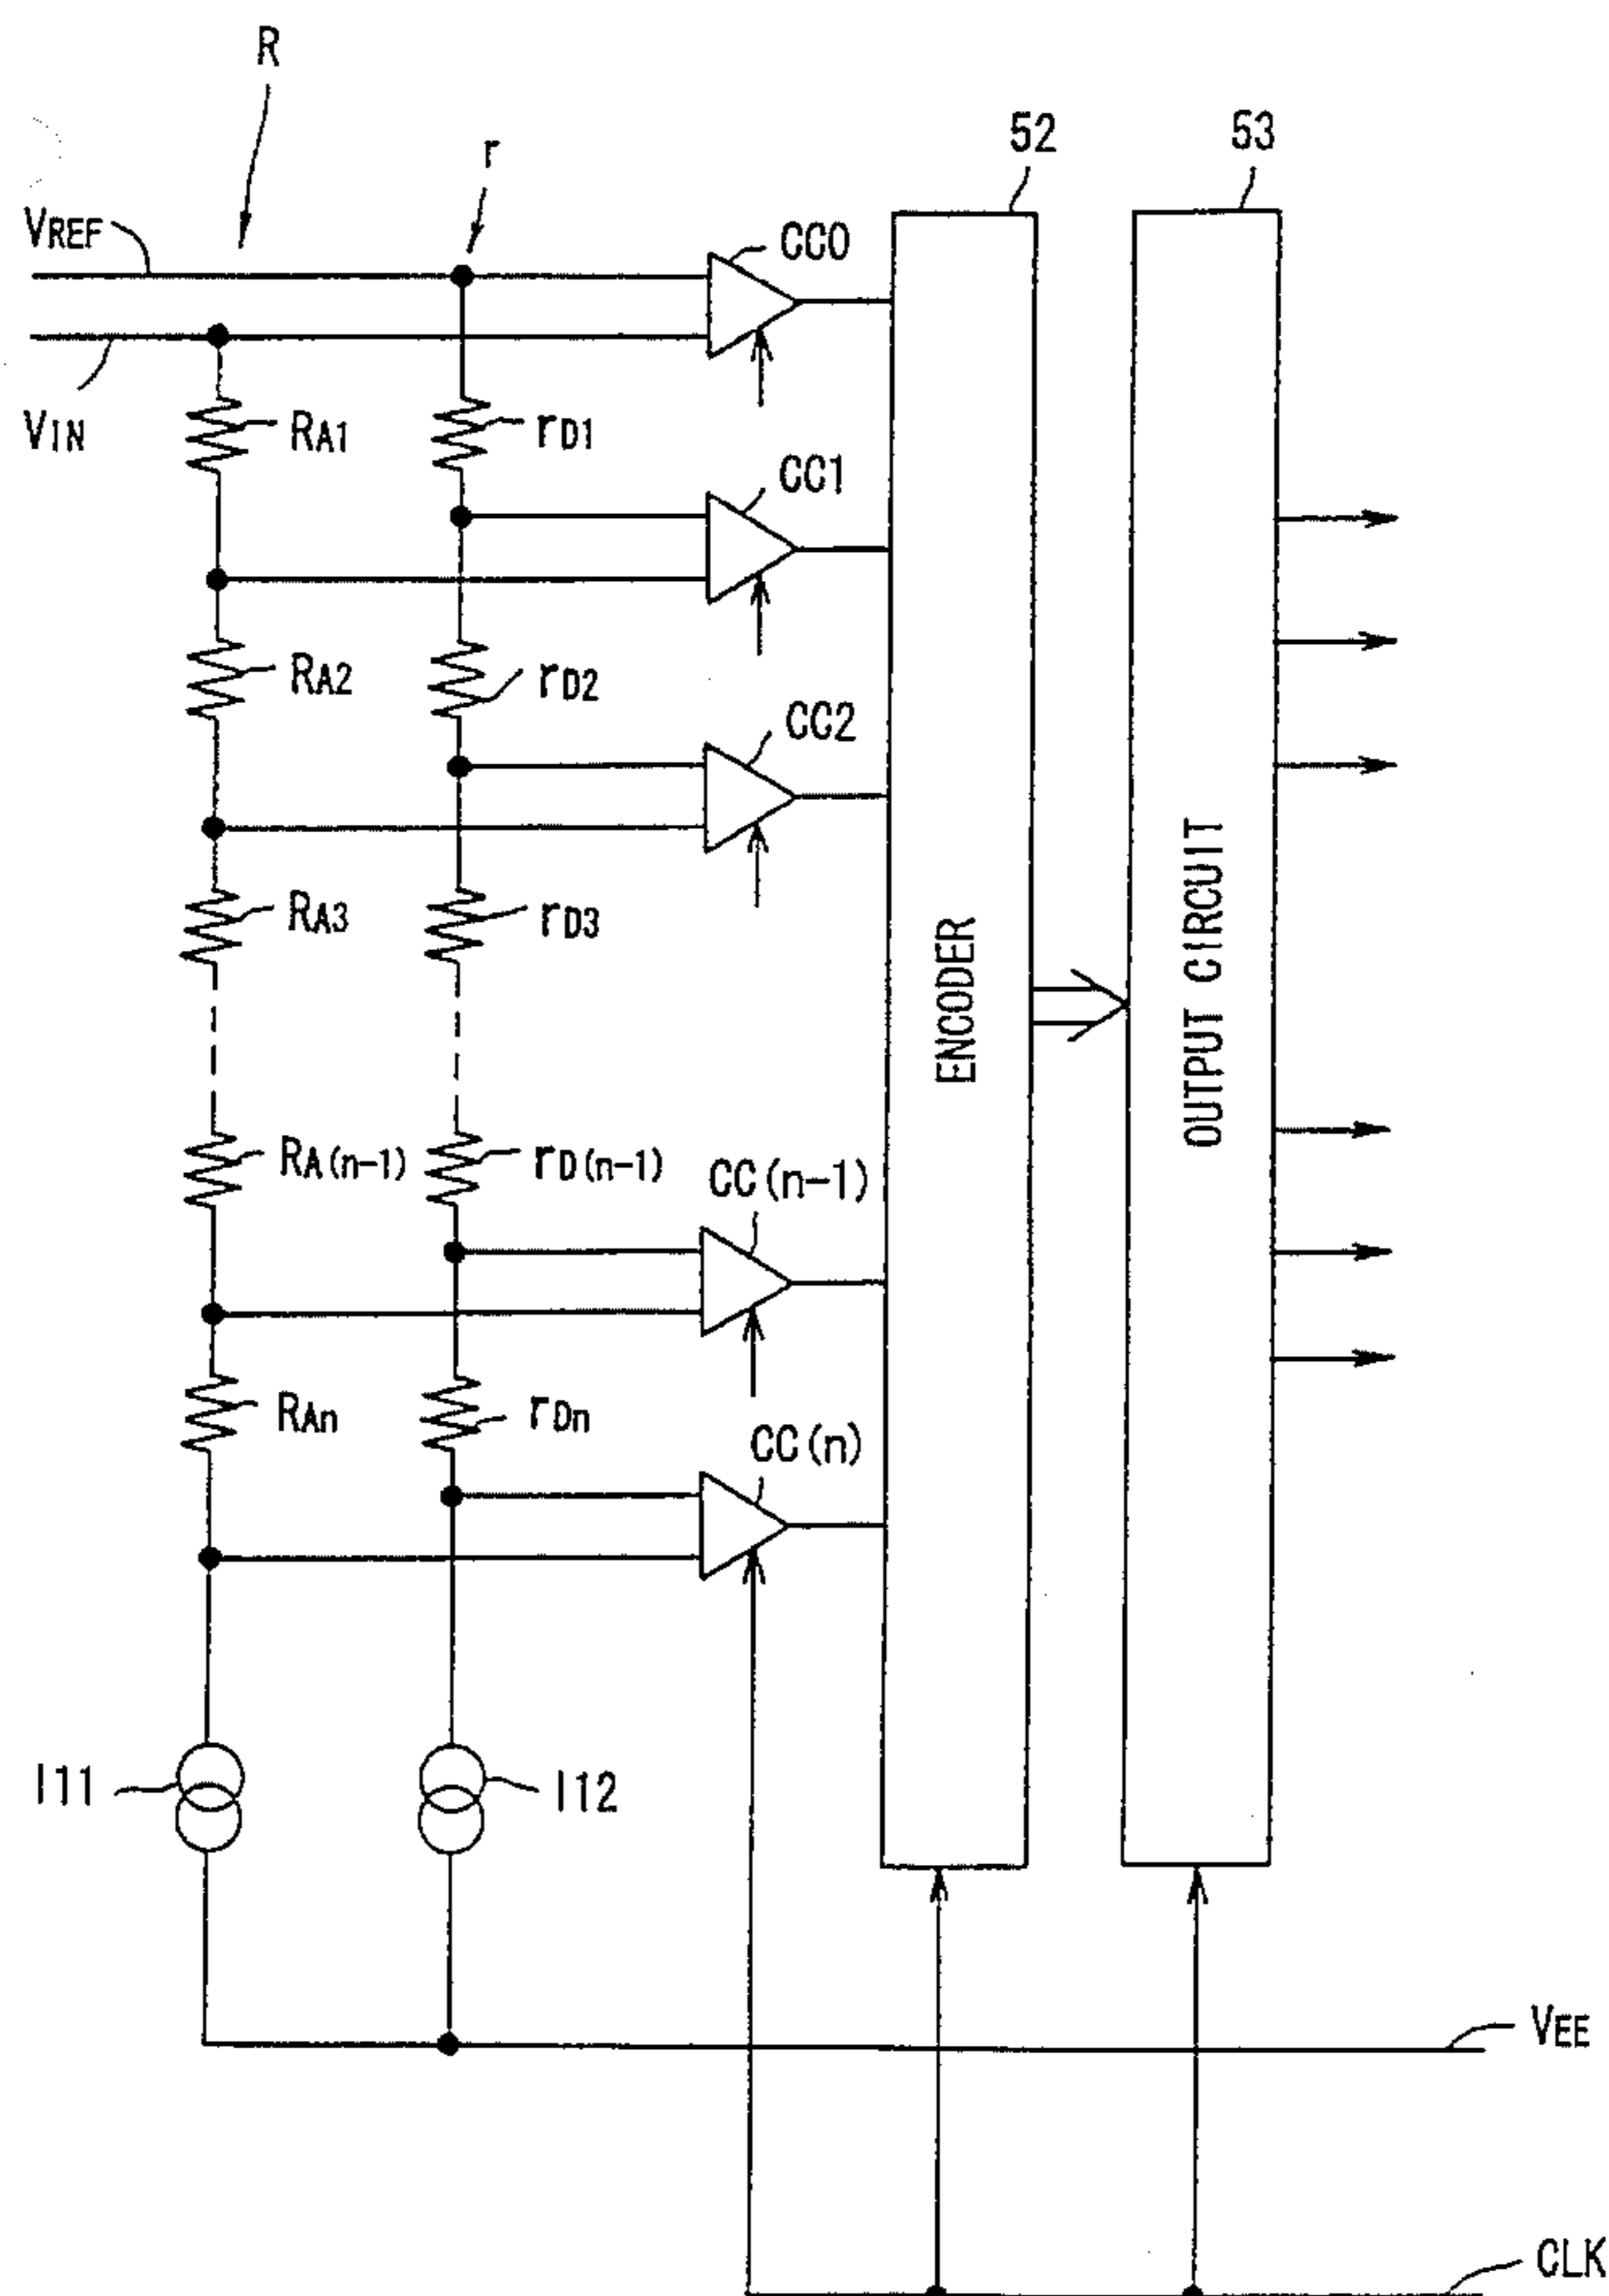 R
r
52
53
VREF
CC0
VIN
RA1
rD1
CC1
RA2
rD2
CC2
RA3
rD3
ENCODER
OUTPUT CIRCUIT
RA(n-1)
rD(n-1)
CC(n-1)
RAn
rDn
CC(n)
I11
I12
VEE
CLK